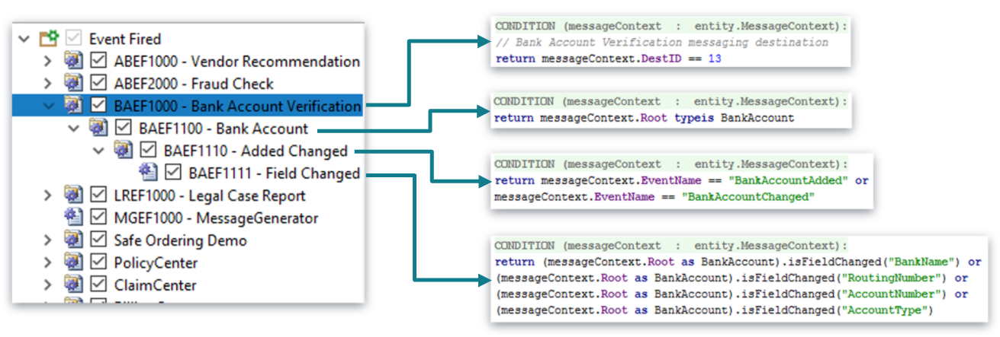 Event Fired
ABEF1000 - Vendor Recommendation
ABEF2000 - Fraud Check
BAEF1000 - Bank Account Verification
BAEF1100 - Bank Account
BAEF1110 - Added Changed
BAEF1111 - Field Changed
LREF1000 - Legal Case Report
MGEF1000 - MessageGenerator
Safe Ordering Demo
PolicyCenter
ClaimCenter
CONDITION (messageContext : entity.MessageContext):
// Bank Account Verification messaging destination
return messageContext.DestID == 13
CONDITION (messageContext : entity.MessageContext):
return messageContext.Root typeis BankAccount
CONDITION (messageContext : entity.MessageContext):
return messageContext.EventName == "BankAccountAdded" or
messageContext.EventName == "BankAccountChanged"
CONDITION (messageContext : entity.MessageContext):
return (messageContext.Root as BankAccount).isFieldChanged("BankName") or
(messageContext.Root as BankAccount).isFieldChanged("RoutingNumber") or
(messageContext.Root as BankAccount).isFieldChanged("AccountNumber") or
(messageContext.Root as BankAccount).isFieldChanged("AccountType")